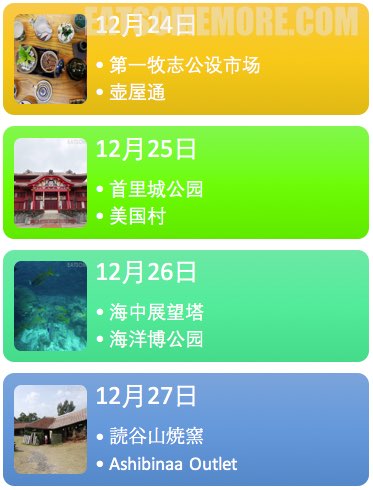 EATSOMEMORE.COM
12月24日
• 第一牧志公设市场
• 壶屋通
12月25日
• 首里城公园
• 美国村
12月26日
• 海中展望塔
• 海洋博公园
12月27日
• 読谷山焼窯
• Ashibinaa Outlet